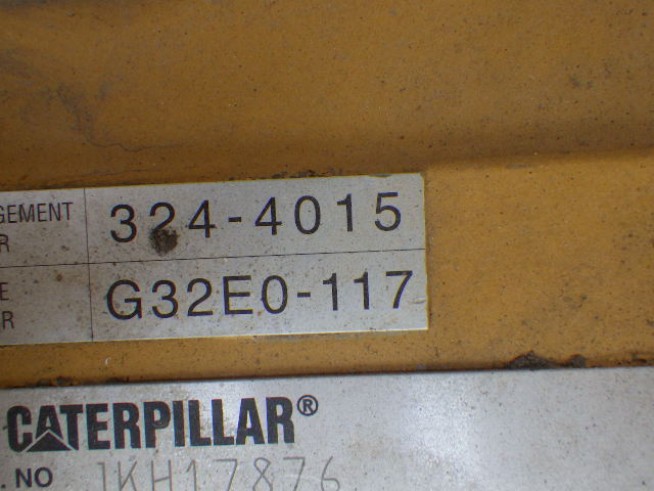 GEMENT 324-4015
R
E G32E0-117
R
CATERPILLAR®
. NO 1KH17876